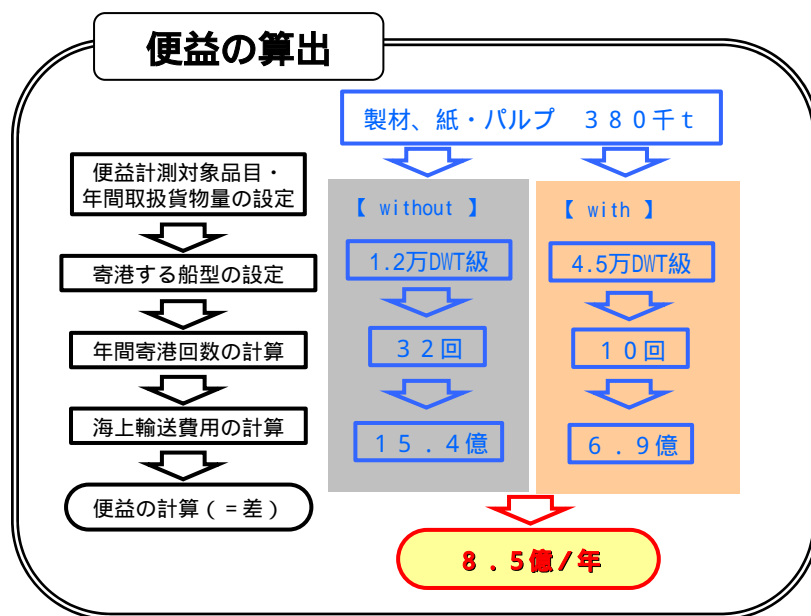 便益の算出
製材、紙・パルプ　３８０千ｔ
便益計測対象品目・
年間取扱貨物量の設定
寄港する船型の設定
年間寄港回数の計算
海上輸送費用の計算
便益の計算（＝差）
【 without 】
1.2万DWT級
３２回
１５．４億
【 with 】
4.5万DWT級
１０回
６．９億
８．５億/年